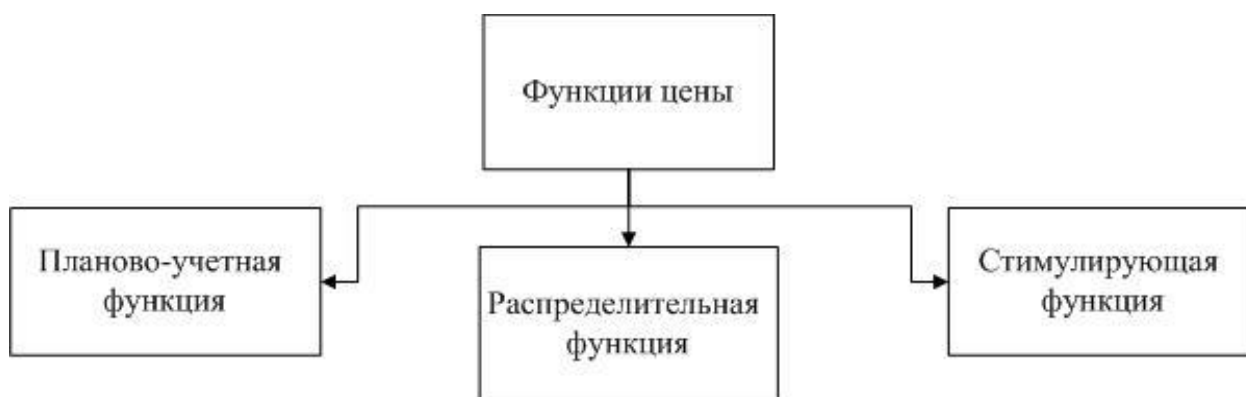 Функции цены
Планово-учетная
функция
Распределительная
функция
Стимулирующая
функция